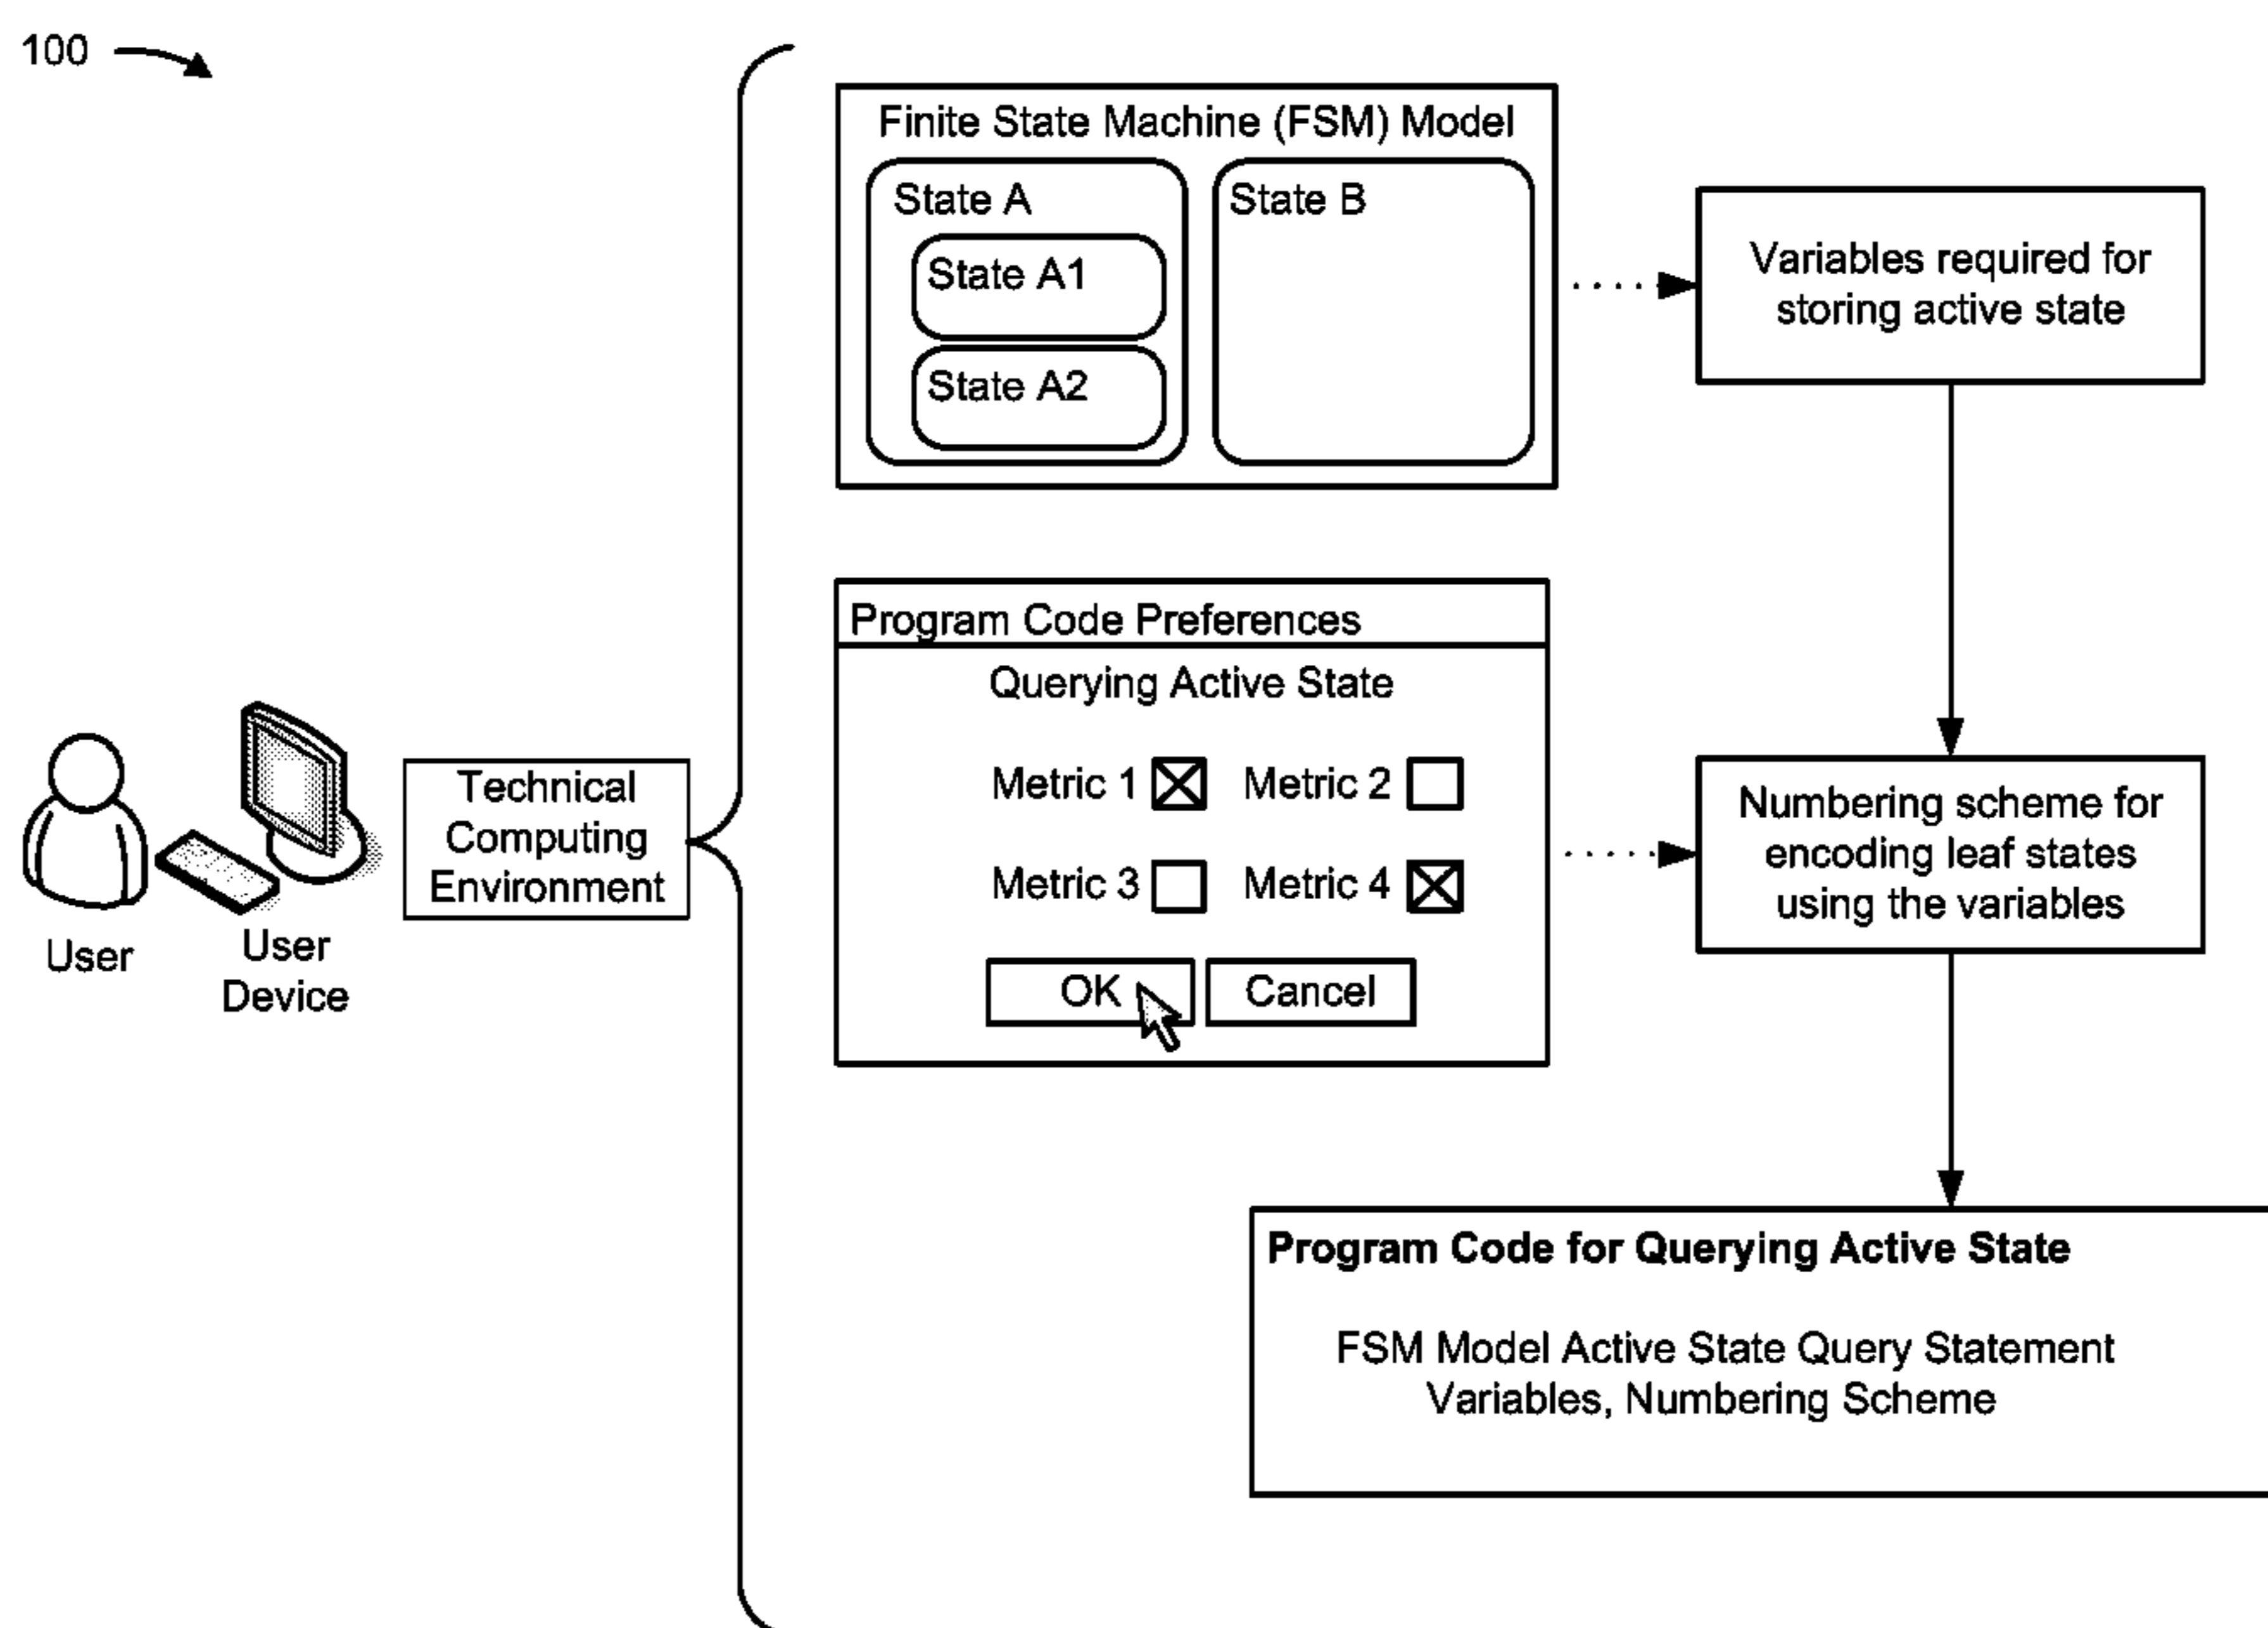 100
Finite State Machine (FSM) Model
State A
State B
State A1
State A2
Variables required for
storing active state
Program Code Preferences
Querying Active State
Metric 1
Metric 2
Metric 3
Metric 4
OK
Cancel
User
User
Device
Technical
Computing
Environment
Numbering scheme for
encoding leaf states
using the variables
Program Code for Querying Active State
FSM Model Active State Query Statement
Variables, Numbering Scheme